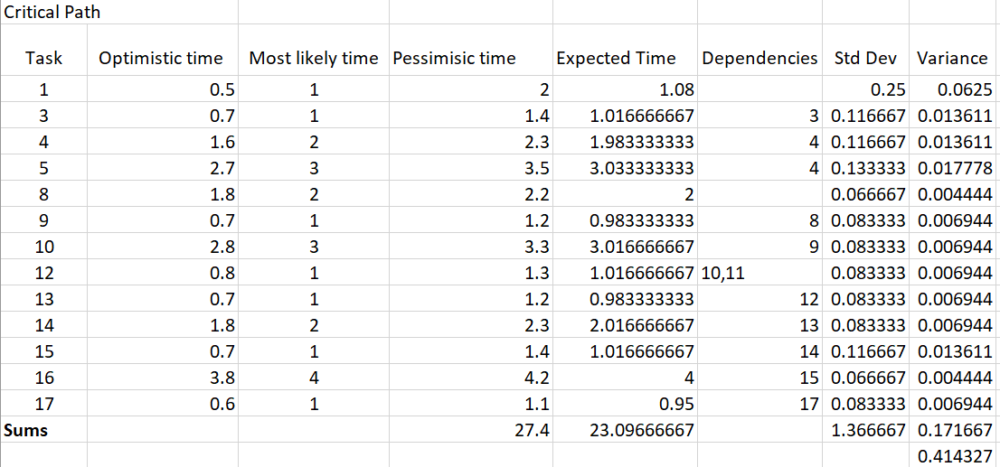 Critical Path
Task Optimistic time Most likely time Pessimisic time Expected Time Dependencies Std Dev Variance
1 0.5 1 2 1.08 0.25 0.0625
3 0.7 1 1.4 1.016666667 3 0.116667 0.013611
4 1.6 2 2.3 1.983333333 4 0.116667 0.013611
5 2.7 3 3.5 3.033333333 4 0.133333 0.017778
8 1.8 2 2.2 2 0.066667 0.004444
9 0.7 1 1.2 0.983333333 8 0.083333 0.006944
10 2.8 3 3.3 3.016666667 9 0.083333 0.006944
12 0.8 1 1.3 1.016666667 10,11 0.083333 0.006944
13 0.7 1 1.2 0.983333333 12 0.083333 0.006944
14 1.8 2 2.3 2.016666667 13 0.083333 0.006944
15 0.7 1 1.4 1.016666667 14 0.116667 0.013611
16 3.8 4 4.2 4 15 0.066667 0.004444
17 0.6 1 1.1 0.95 17 0.083333 0.006944
Sums 27.4 23.09666667 1.366667 0.171667
0.414327